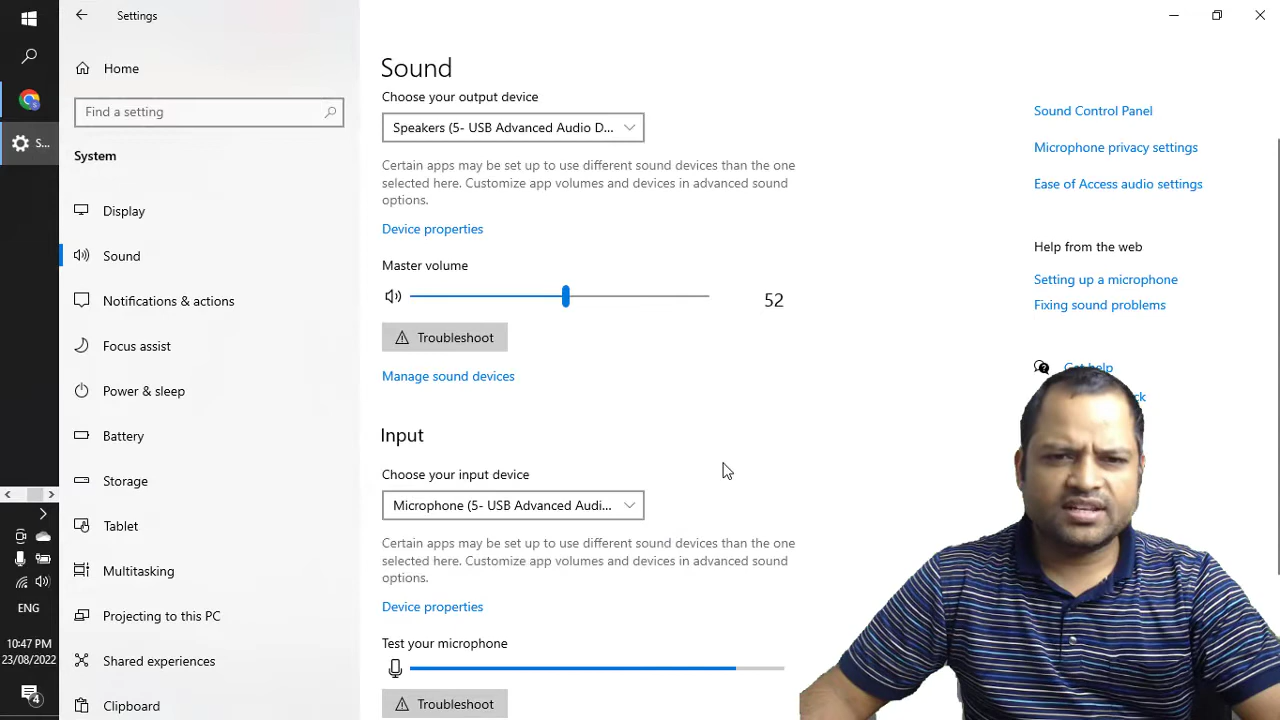 Settings
Home
Find a setting
System
Display
Sound
Notifications & actions
Focus assist
Power & sleep
Battery
Storage
Tablet
Multitasking
Projecting to this PC
Shared experiences
Clipboard
S...
ENG
10:47 PM
23/08/2022
4
Sound
Choose your output device
Speakers (5- USB Advanced Audio D...
Certain apps may be set up to use different sound devices than the one
selected here. Customize app volumes and devices in advanced sound
options.
Device properties
Master volume
52
Troubleshoot
Manage sound devices
Input
Choose your input device
Microphone (5- USB Advanced Audi...
Certain apps may be set up to use different sound devices than the one
selected here. Customize app volumes and devices in advanced sound
options.
Device properties
Test your microphone
Troubleshoot
Sound Control Panel
Microphone privacy settings
Ease of Access audio settings
Help from the web
Setting up a microphone
Fixing sound problems
Get help